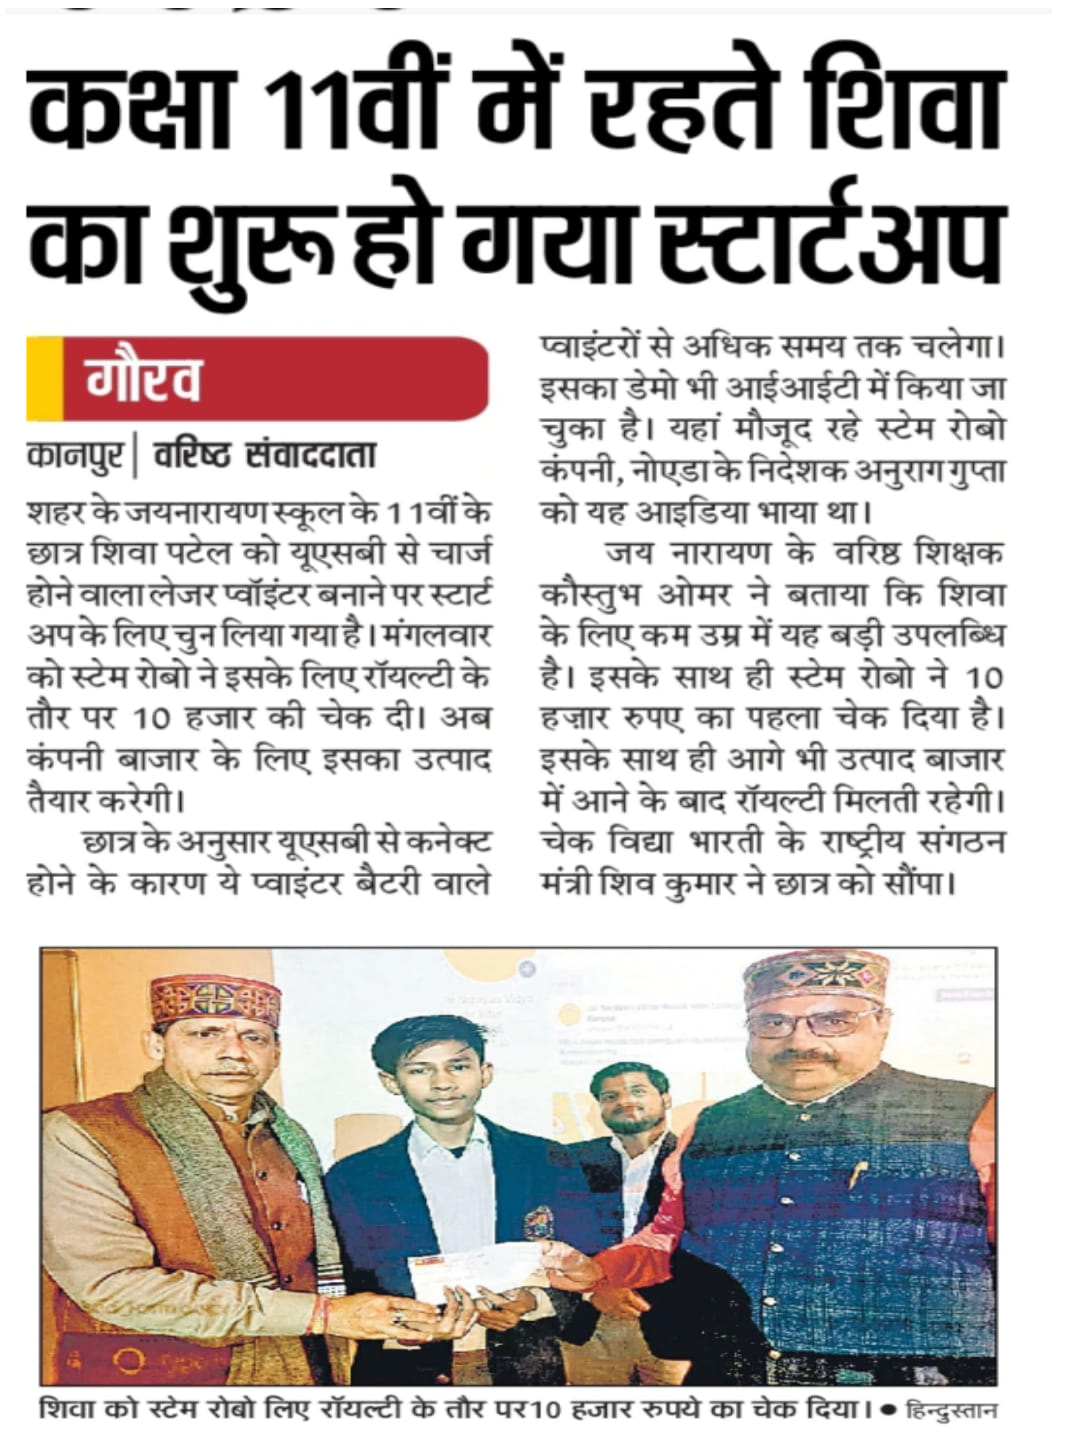 कक्षा 11वीं में रहते शिवा
का शुरू हो गया स्टार्टअप
गौरव
कानपुर| वरिष्ठ संवाददाता
शहर के जयनारायण स्कूल के 11वीं के
छात्र शिवा पटेल को यूएसबी से चार्ज
होने वाला लेजर प्वॉइंटर बनाने पर स्टार्ट
अप के लिए चुन लिया गया है। मंगलवार
को स्टेम रोबो ने इसके लिए रॉयल्टी के
तौर पर 10 हजार की चेक दी। अब
कंपनी बाजार के लिए इसका उत्पाद
तैयार करेगी।
छात्र के अनुसार यूएसबी से कनेक्ट
होने के कारण ये प्वाइंटर बैटरी वाले
प्वाइंटरों से अधिक समय तक चलेगा।
इसका डेमो भी आईआईटी में किया जा
चुका है। यहां मौजूद रहे स्टेम रोबो
कंपनी, नोएडा के निदेशक अनुराग गुप्ता
को यह आइडिया भाया था।
जय नारायण के वरिष्ठ शिक्षक
कौस्तुभ ओमर ने बताया कि शिवा
के लिए कम उम्र में यह बड़ी उपलब्धि
है। इसके साथ ही स्टेम रोबो ने 10
हज़ार रुपए का पहला चेक दिया है।
इसके साथ ही आगे भी उत्पाद बाजार
में आने के बाद रॉयल्टी मिलती रहेगी।
चेक विद्या भारती के राष्ट्रीय संगठन
मंत्री शिव कुमार ने छात्र को सौंपा।
शिवा को स्टेम रोबो लिए रॉयल्टी के तौर पर10 हजार रुपये का चेक दिया। ● हिन्दुस्तान